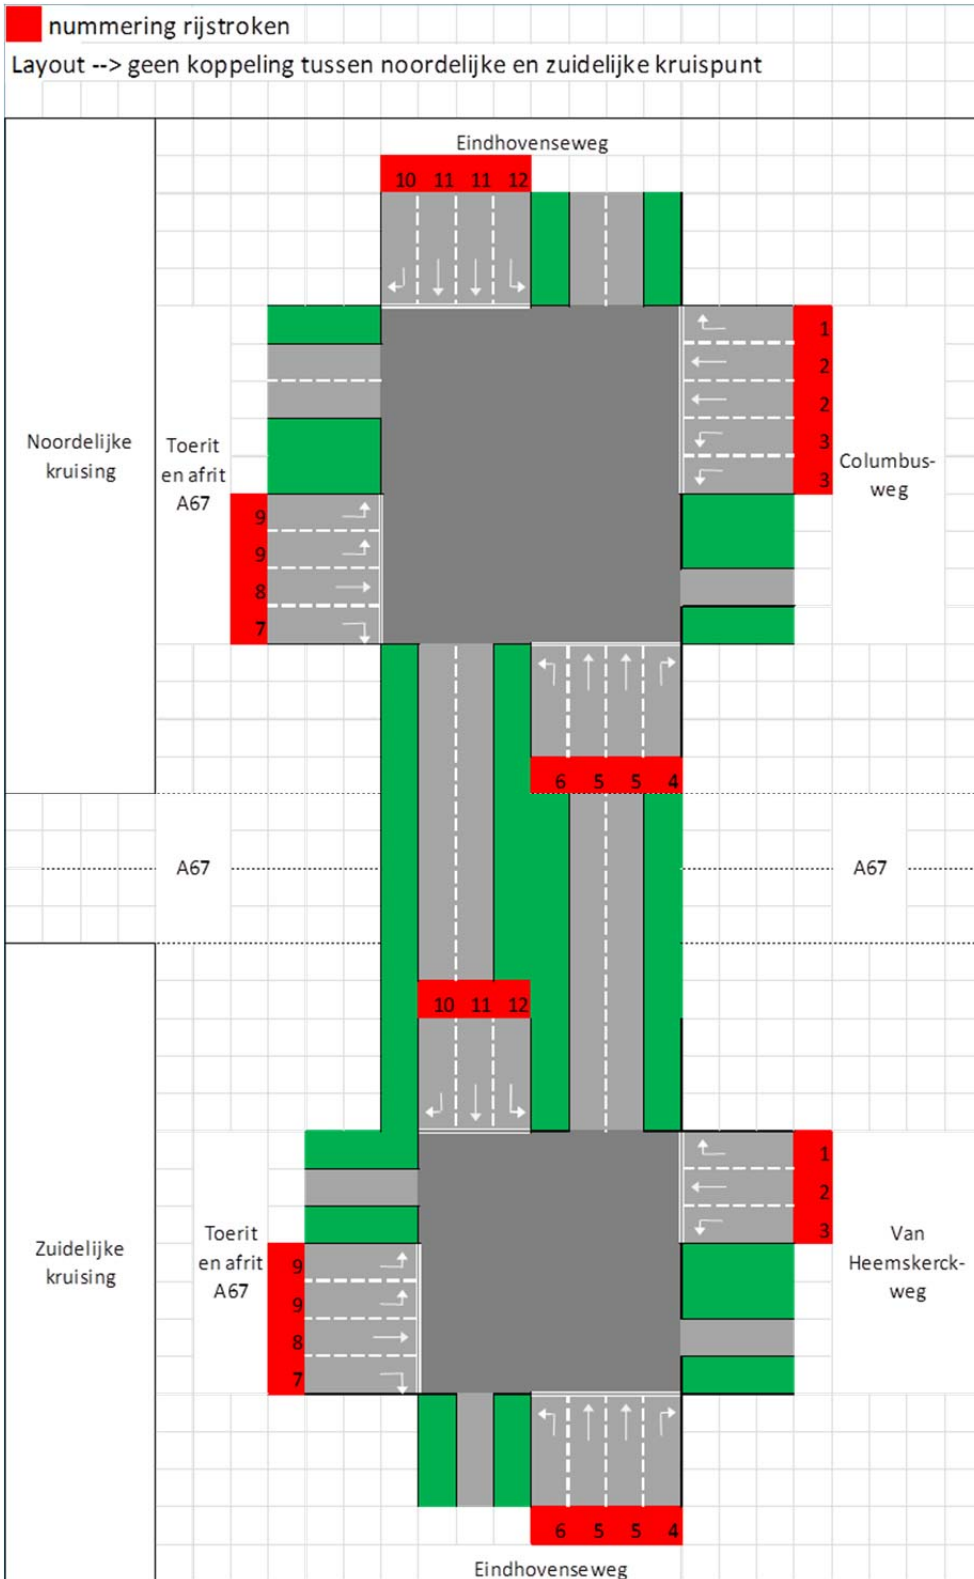 nummering rijstroken
Layout --> geen koppeling tussen noordelijke en zuidelijke kruispunt
Eindhovenseweg
10 11 11 12
1
2
2
3
3
Noordelijke
kruising
Toerit
en afrit
A67
Columbus-
weg
9
9
8
7
6 5 5 4
A67
A67
10 11 12
1
2
3
Zuidelijke
kruising
Toerit
en afrit
A67
Van
Heemskerck-
weg
9
9
8
7
6 5 5 4
Eindhovenseweg